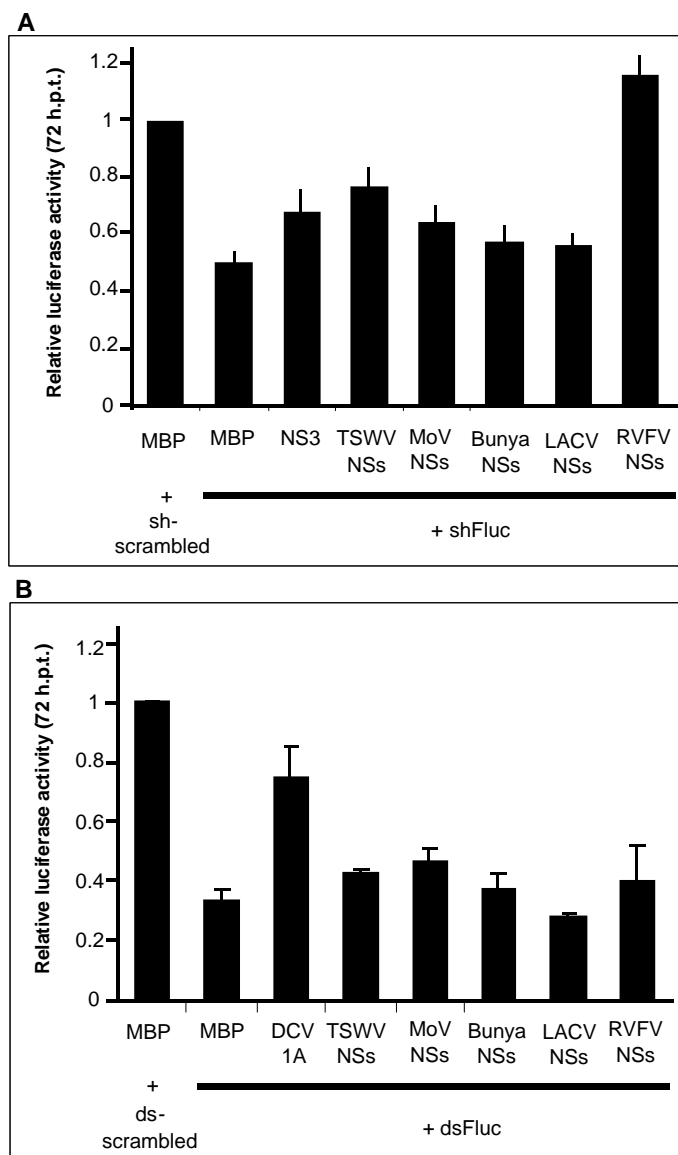 A
Relative luciferase activity (72 h.p.t.)
1.2
1
0.8
0.6
0.4
0.2
0
MBP MBP NS3 TSWV MoV Bunya LACV RVFV
NSs NSs NSs NSs NSs
+
sh-
scrambled
+ shFluc
B
Relative luciferase activity (72 h.p.t.)
1.2
1
0.8
0.6
0.4
0.2
0
MBP MBP DCV TSWV MoV Bunya LACV RVFV
1A NSs NSs NSs NSs NSs
+
ds-
scrambled
+ dsFluc